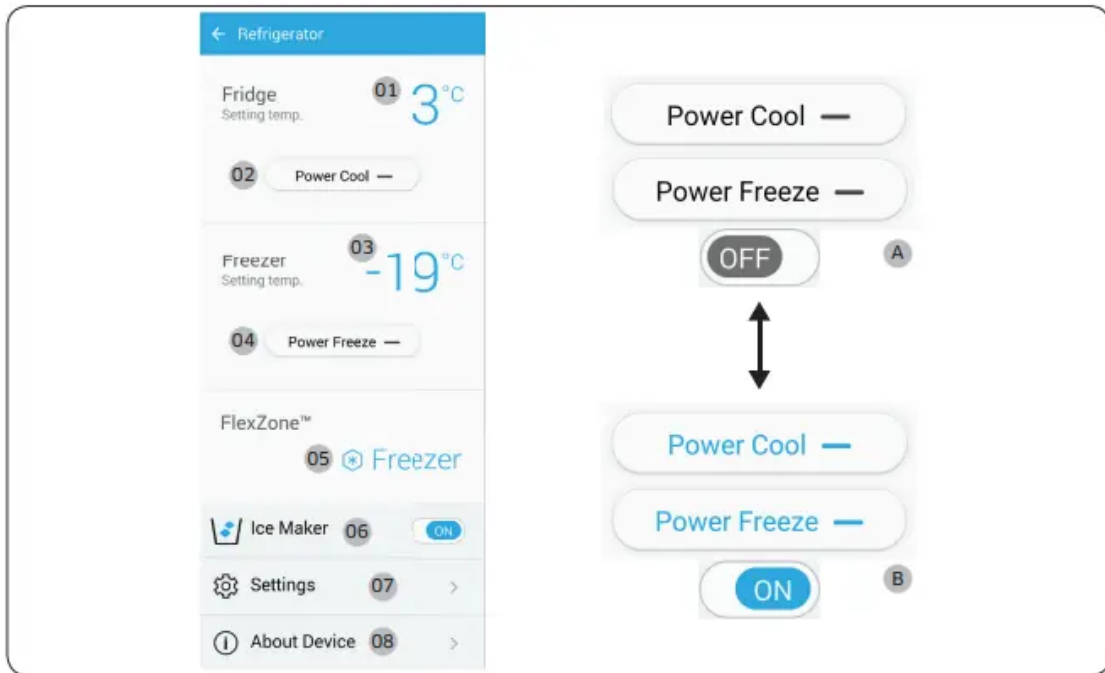 ← Refrigerator
Fridge 01 3°C
Setting temp.
02 Power Cool —
Freezer 03 -19°C
Setting temp.
04 Power Freeze —
FlexZone™
05 Freezer
Ice Maker 06 ON
Settings 07 >
About Device 08 >
Power Cool —
Power Freeze —
OFF A
Power Cool —
Power Freeze —
ON B